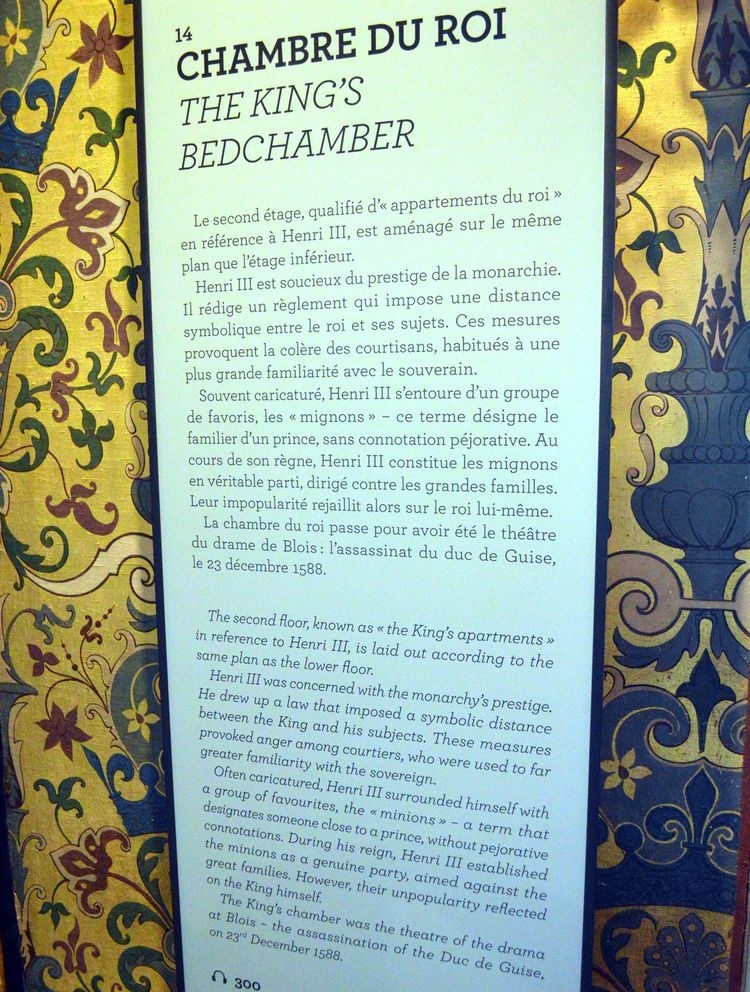 14
CHAMBRE DU ROI
THE KING'S
BEDCHAMBER
Le second étage, qualifié d'« appartements du roi »
en référence à Henri III, est aménagé sur le même
plan que l'étage inférieur.
Henri III est soucieux du prestige de la monarchie.
Il rédige un règlement qui impose une distance
symbolique entre le roi et ses sujets. Ces mesures
provoquent la colère des courtisans, habitués à une
plus grande familiarité avec le souverain.
Souvent caricaturé, Henri III s'entoure d'un groupe
de favoris, les « mignons » – ce terme désigne le
familier d'un prince, sans connotation péjorative. Au
cours de son règne, Henri III constitue les mignons
en véritable parti, dirigé contre les grandes familles.
Leur impopularité rejaillit alors sur le roi lui-même.
La chambre du roi passe pour avoir été le théâtre
du drame de Blois : l'assassinat du duc de Guise,
le 23 décembre 1588.
The second floor, known as « the King's apartments »
in reference to Henri III, is laid out according to the
same plan as the lower floor.
Henri III was concerned with the monarchy's prestige.
He drew up a law that imposed a symbolic distance
between the King and his subjects. These measures
provoked anger among courtiers, who were used to far
greater familiarity with the sovereign.
Often caricatured, Henri III surrounded himself with
a group of favourites, the « minions » – a term that
designates someone close to a prince, without pejorative
connotations. During his reign, Henri III established
the minions as a genuine party, aimed against the
great families. However, their unpopularity reflected
on the King himself.
The King's chamber was the theatre of the drama
at Blois – the assassination of the Duc de Guise,
on 23rd December 1588.
300